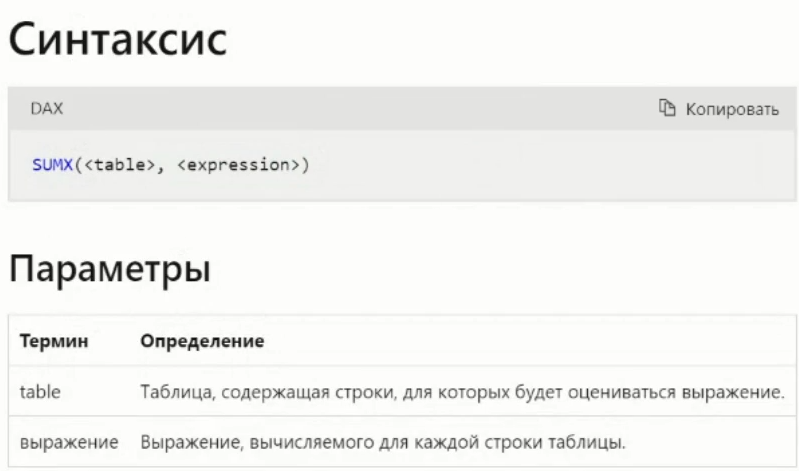 Синтаксис
DAX Копировать
SUMX(<table>, <expression>)
Параметры
Термин Определение
table Таблица, содержащая строки, для которых будет оцениваться выражение.
выражение Выражение, вычисляемого для каждой строки таблицы.